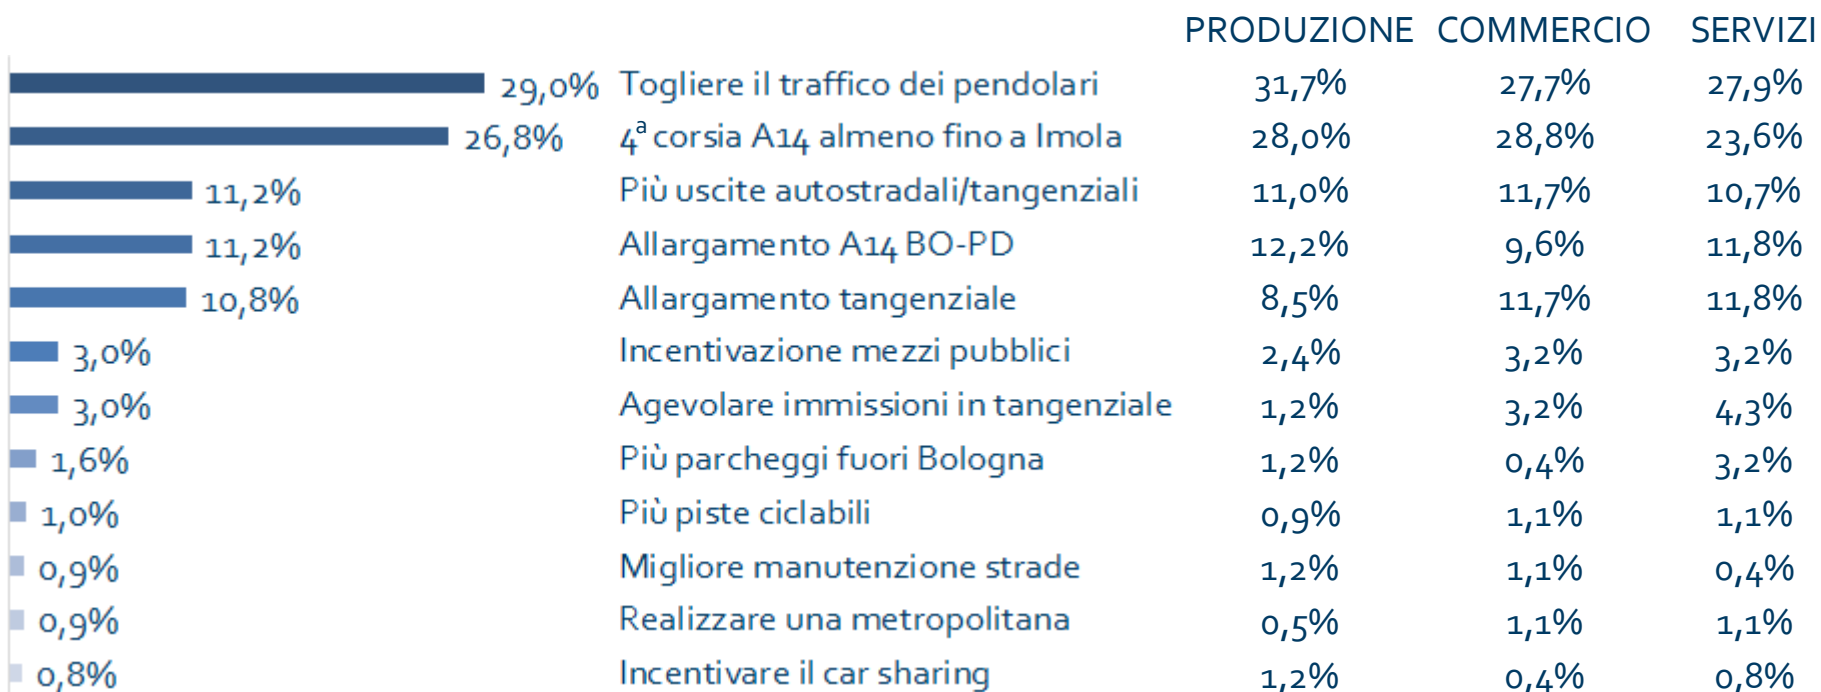 PRODUZIONE COMMERCIO SERVIZI
29,0% Togliere il traffico dei pendolari 31,7% 27,7% 27,9%
26,8% 4ª corsia A14 almeno fino a Imola 28,0% 28,8% 23,6%
11,2% Più uscite autostradali/tangenziali 11,0% 11,7% 10,7%
11,2% Allargamento A14 BO-PD 12,2% 9,6% 11,8%
10,8% Allargamento tangenziale 8,5% 11,7% 11,8%
3,0% Incentivazione mezzi pubblici 2,4% 3,2% 3,2%
3,0% Agevolare immissioni in tangenziale 1,2% 3,2% 4,3%
1,6% Più parcheggi fuori Bologna 1,2% 0,4% 3,2%
1,0% Più piste ciclabili 0,9% 1,1% 1,1%
0,9% Migliore manutenzione strade 1,2% 1,1% 0,4%
0,9% Realizzare una metropolitana 0,5% 1,1% 1,1%
0,8% Incentivare il car sharing 1,2% 0,4% 0,8%